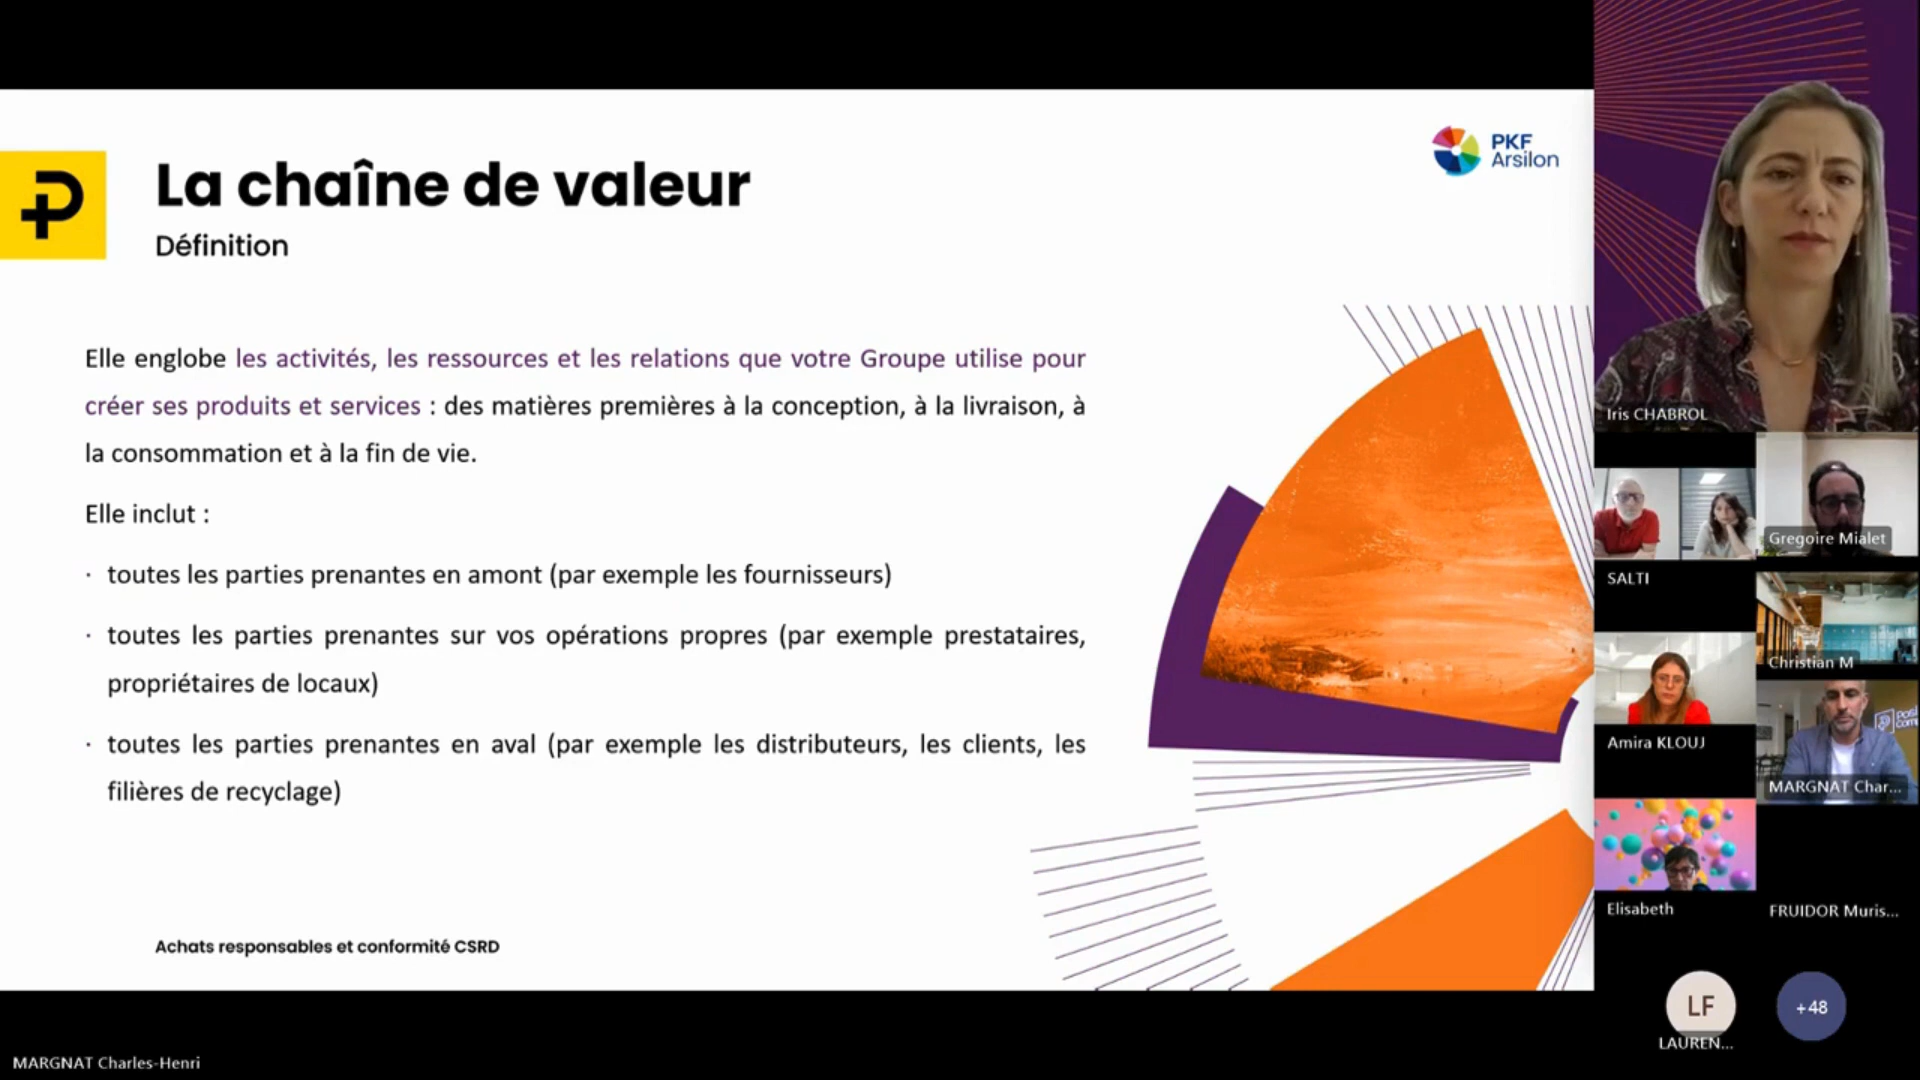 La chaîne de valeur
Définition
PKF
Arsilon
Elle englobe les activités, les ressources et les relations que votre Groupe utilise pour
créer ses produits et services : des matières premières à la conception, à la livraison, à
la consommation et à la fin de vie.
Elle inclut :
· toutes les parties prenantes en amont (par exemple les fournisseurs)
· toutes les parties prenantes sur vos opérations propres (par exemple prestataires,
propriétaires de locaux)
· toutes les parties prenantes en aval (par exemple les distributeurs, les clients, les
filières de recyclage)
Achats responsables et conformité CSRD
MARGNAT Charles-Henri
Iris CHABROL
Gregoire Mialet
SALTI
Christian M
Amira KLOUJ
MARGNAT Char...
Elisabeth
FRUIDOR Muris...
LF
LAUREN...
+48